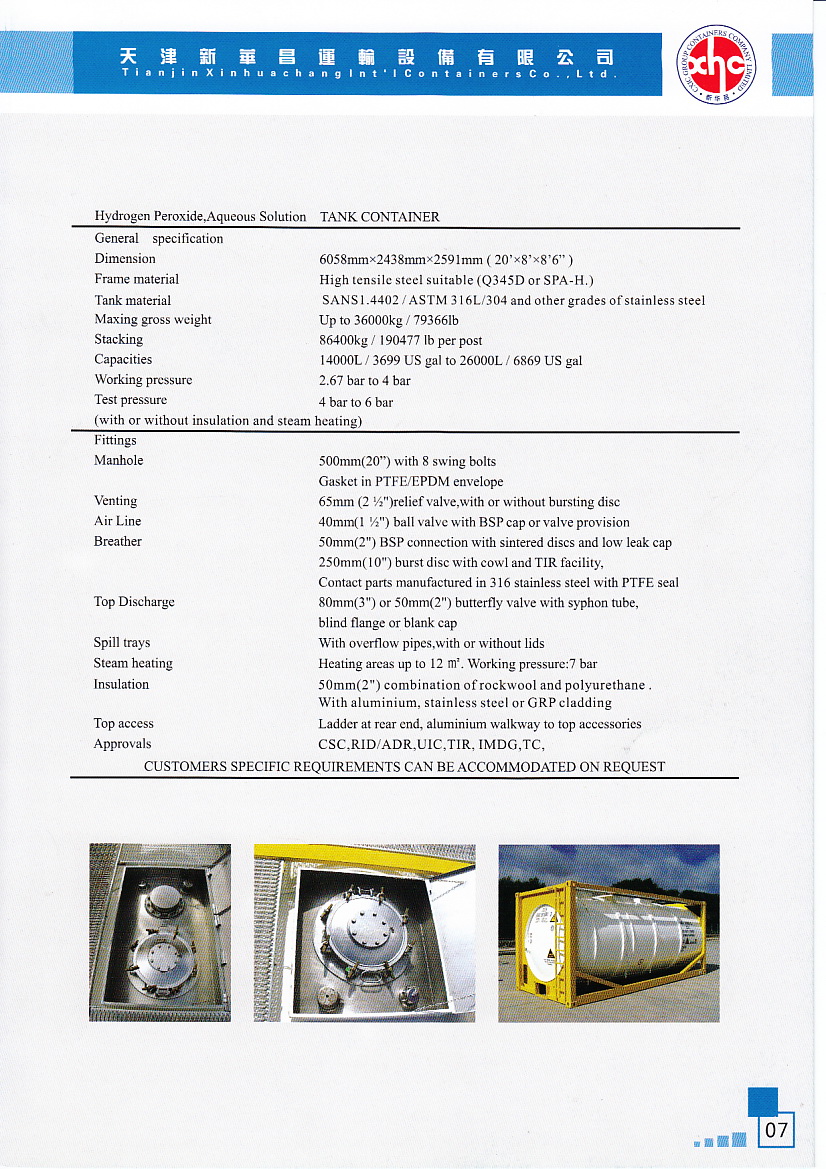 天津新華昌運輸設備有限公司
TianjinXinhuachangInt'lContainersCo.,Ltd.
CXIC GROUP CONTAINERS COMPANY LIMITED
xhc
新华昌
Hydrogen Peroxide,Aqueous Solution TANK CONTAINER
General specification
Dimension 6058mm×2438mm×2591mm ( 20’×8’×8’6” )
Frame material High tensile steel suitable (Q345D or SPA-H.)
Tank material SANS1.4402 / ASTM 316L/304 and other grades of stainless steel
Maxing gross weight Up to 36000kg / 79366lb
Stacking 86400kg / 190477 lb per post
Capacities 14000L / 3699 US gal to 26000L / 6869 US gal
Working pressure 2.67 bar to 4 bar
Test pressure 4 bar to 6 bar
(with or without insulation and steam heating)
Fittings
Manhole 500mm(20”) with 8 swing bolts
Gasket in PTFE/EPDM envelope
Venting 65mm (2 ½")relief valve,with or without bursting disc
Air Line 40mm(1 ½") ball valve with BSP cap or valve provision
Breather 50mm(2") BSP connection with sintered discs and low leak cap
250mm(10") burst disc with cowl and TIR facility,
Contact parts manufactured in 316 stainless steel with PTFE seal
Top Discharge 80mm(3") or 50mm(2") butterfly valve with syphon tube,
blind flange or blank cap
Spill trays With overflow pipes,with or without lids
Steam heating Heating areas up to 12 m². Working pressure:7 bar
Insulation 50mm(2") combination of rockwool and polyurethane .
With aluminium, stainless steel or GRP cladding
Top access Ladder at rear end, aluminium walkway to top accessories
Approvals CSC,RID/ADR,UIC,TIR, IMDG,TC,
CUSTOMERS SPECIFIC REQUIREMENTS CAN BE ACCOMMODATED ON REQUEST
07